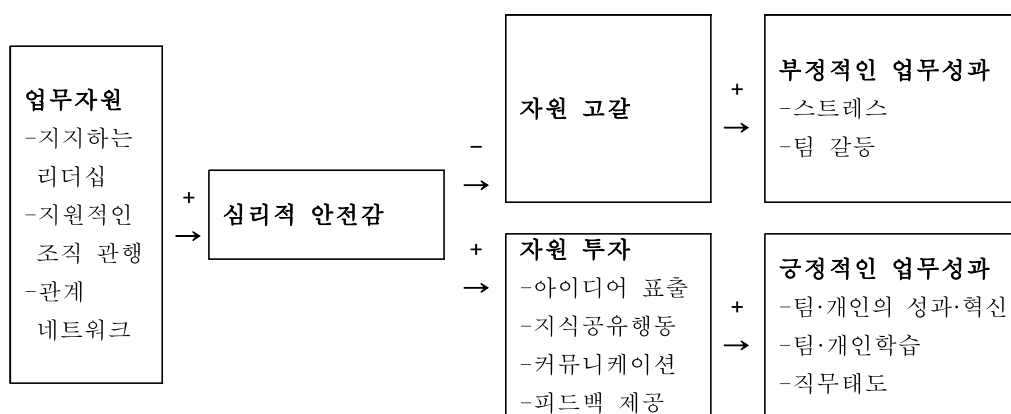 업무자원
-지지하는
리더십
-지원적인
조직 관행
-관계
네트워크
+
→
심리적 안전감
-
→
+
→
자원 고갈
자원 투자
-아이디어 표출
-지식공유행동
-커뮤니케이션
-피드백 제공
+
→
+
→
부정적인 업무성과
-스트레스
-팀 갈등
긍정적인 업무성과
-팀·개인의 성과·혁신
-팀·개인학습
-직무태도